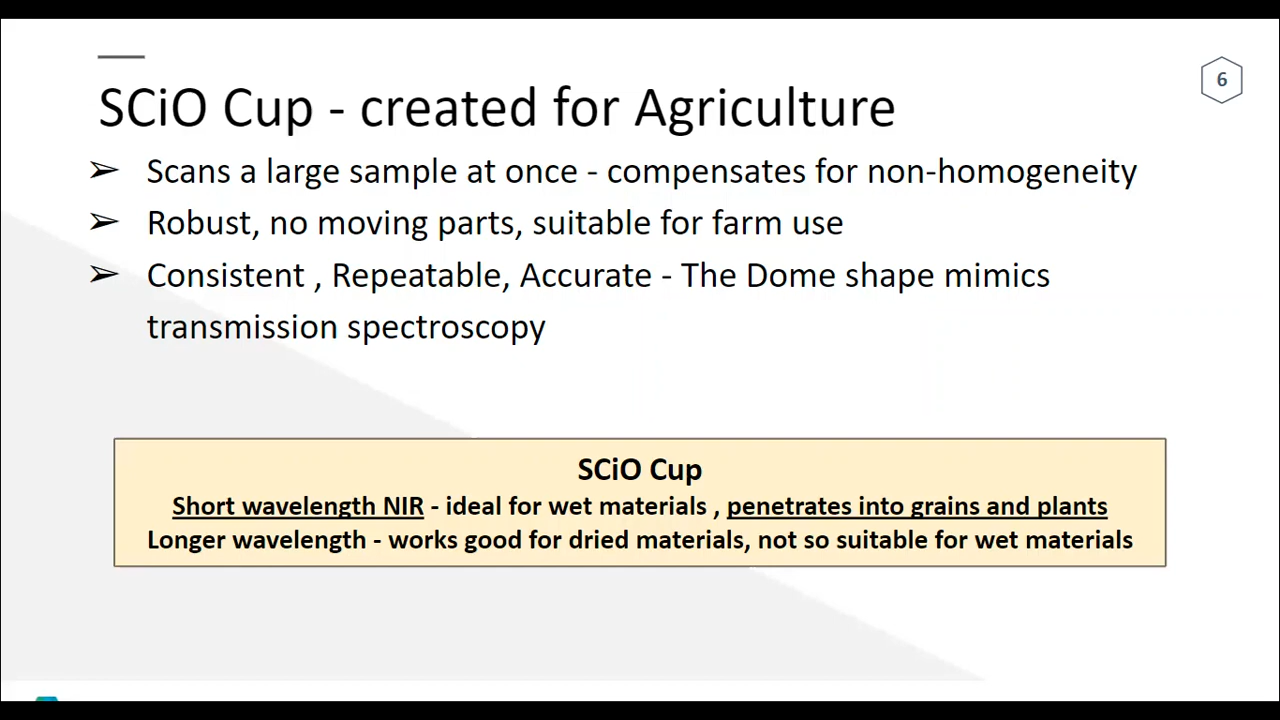 6
SCiO Cup - created for Agriculture
➢ Scans a large sample at once - compensates for non-homogeneity
➢ Robust, no moving parts, suitable for farm use
➢ Consistent , Repeatable, Accurate - The Dome shape mimics
transmission spectroscopy
SCiO Cup
Short wavelength NIR - ideal for wet materials , penetrates into grains and plants
Longer wavelength - works good for dried materials, not so suitable for wet materials